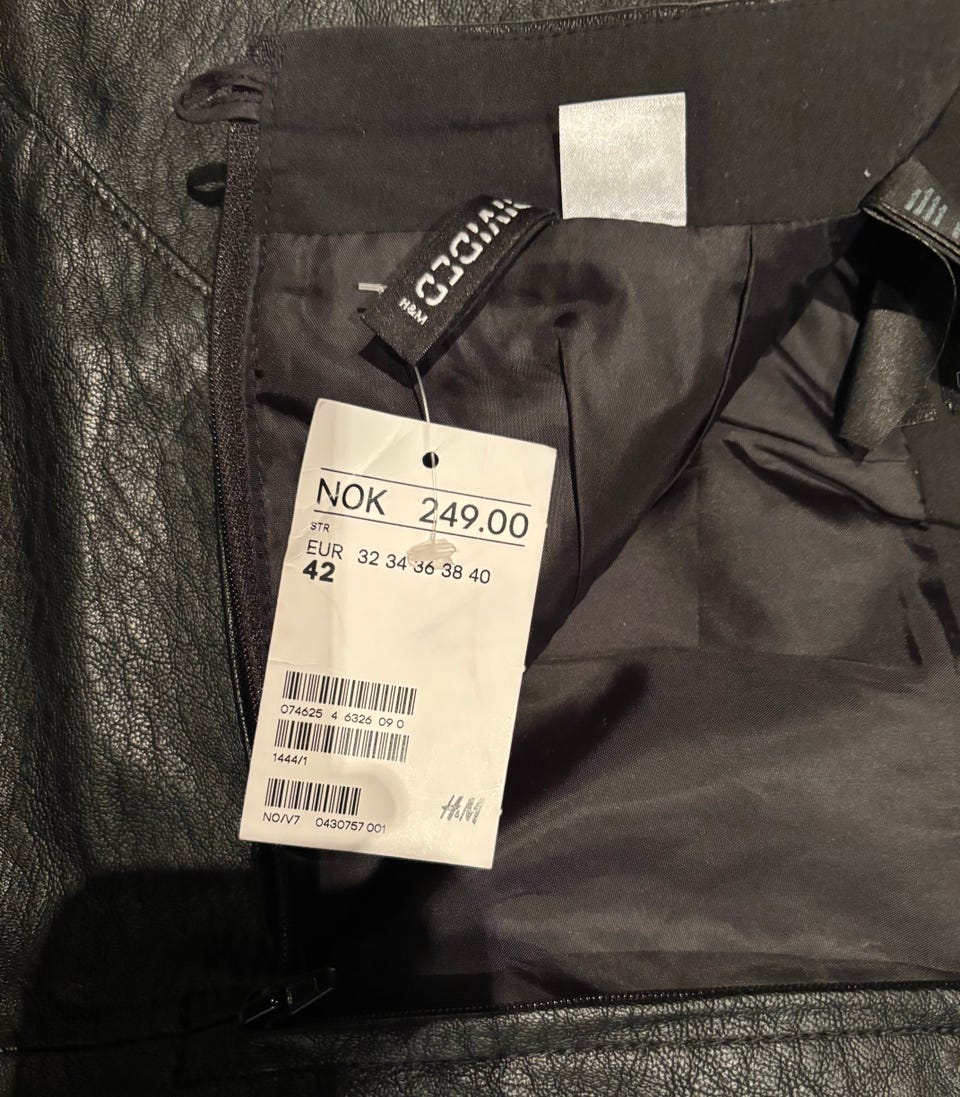 DIVIDED
H&M
NOK 249.00
STR
EUR 32 34 36 38 40
42
074625 4 6326 09 0
1444/1
NO/V7 0430757 001
H&M